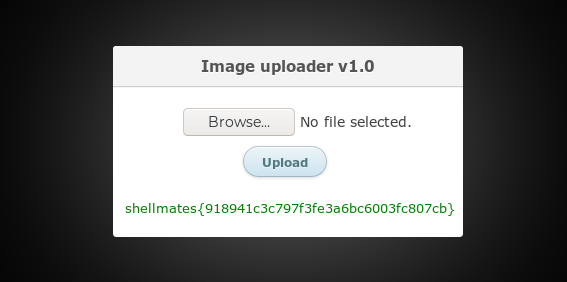 Image uploader v1.0
Browse... No file selected.
Upload
shellmates{918941c3c797f3fe3a6bc6003fc807cb}